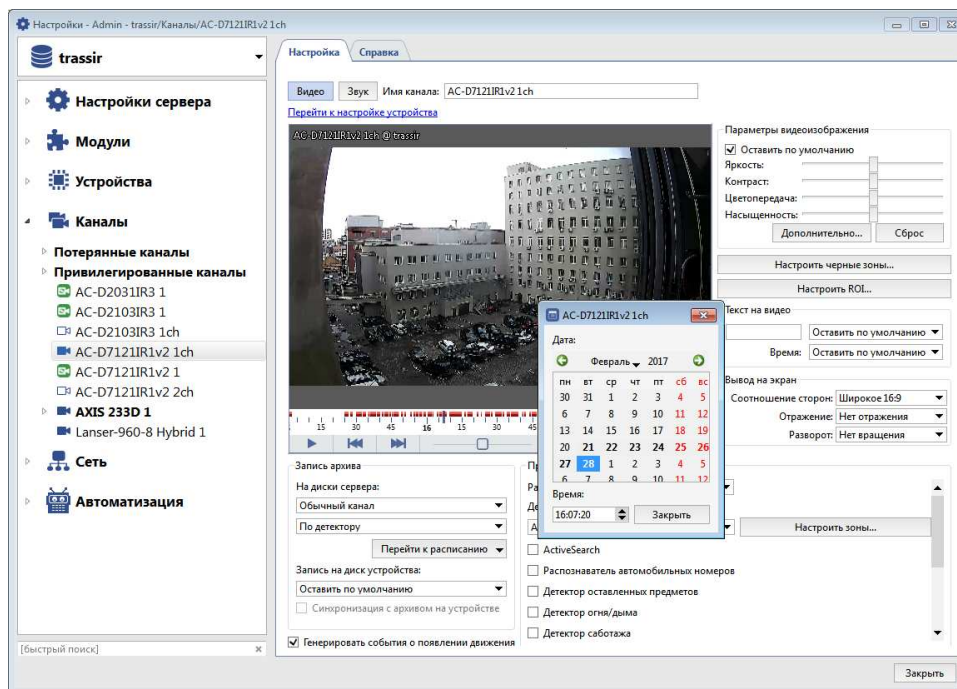 Настройки - Admin - trassir/Каналы/AC-D7121IR1v2 1ch
trassir
Настройки сервера
Модули
Устройства
Каналы
Потерянные каналы
Привилегированные каналы
AC-D2031IR3 1
AC-D2103IR3 1
AC-D2103IR3 1ch
AC-D7121IR1v2 1ch
AC-D7121IR1v2 1
AC-D7121IR1v2 2ch
AXIS 233D 1
Lanser-960-8 Hybrid 1
Сеть
Автоматизация
[быстрый поиск]
Настройка Справка
Видео Звук Имя канала: AC-D7121IR1v2 1ch
Перейти к настройке устройства
AC-D7121IR1v2 1ch @ trassir
15 30 45 16 15 30 45
Параметры видеоизображения
Оставить по умолчанию
Яркость:
Контраст:
Цветопередача:
Насыщенность:
Дополнительно... Сброс
Настроить черные зоны...
Настроить ROI...
Текст на видео
Оставить по умолчанию
Время: Оставить по умолчанию
Вывод на экран
Соотношение сторон: Широкое 16:9
Отражение: Нет отражения
Разворот: Нет вращения
AC-D7121IR1v2 1ch
Дата:
Февраль 2017
пн вт ср чт пт сб вс
30 31 1 2 3 4 5
6 7 8 9 10 11 12
13 14 15 16 17 18 19
20 21 22 23 24 25 26
27 28 1 2 3 4 5
6 7 8 9 10 11 12
Время:
16:07:20 Закрыть
Запись архива
На диски сервера:
Обычный канал
По детектору
Перейти к расписанию
Запись на диск устройства:
Оставить по умолчанию
Синхронизация с архивом на устройстве
Генерировать события о появлении движения
Настроить зоны...
ActiveSearch
Распознаватель автомобильных номеров
Детектор оставленных предметов
Детектор огня/дыма
Детектор саботажа
Закрыть